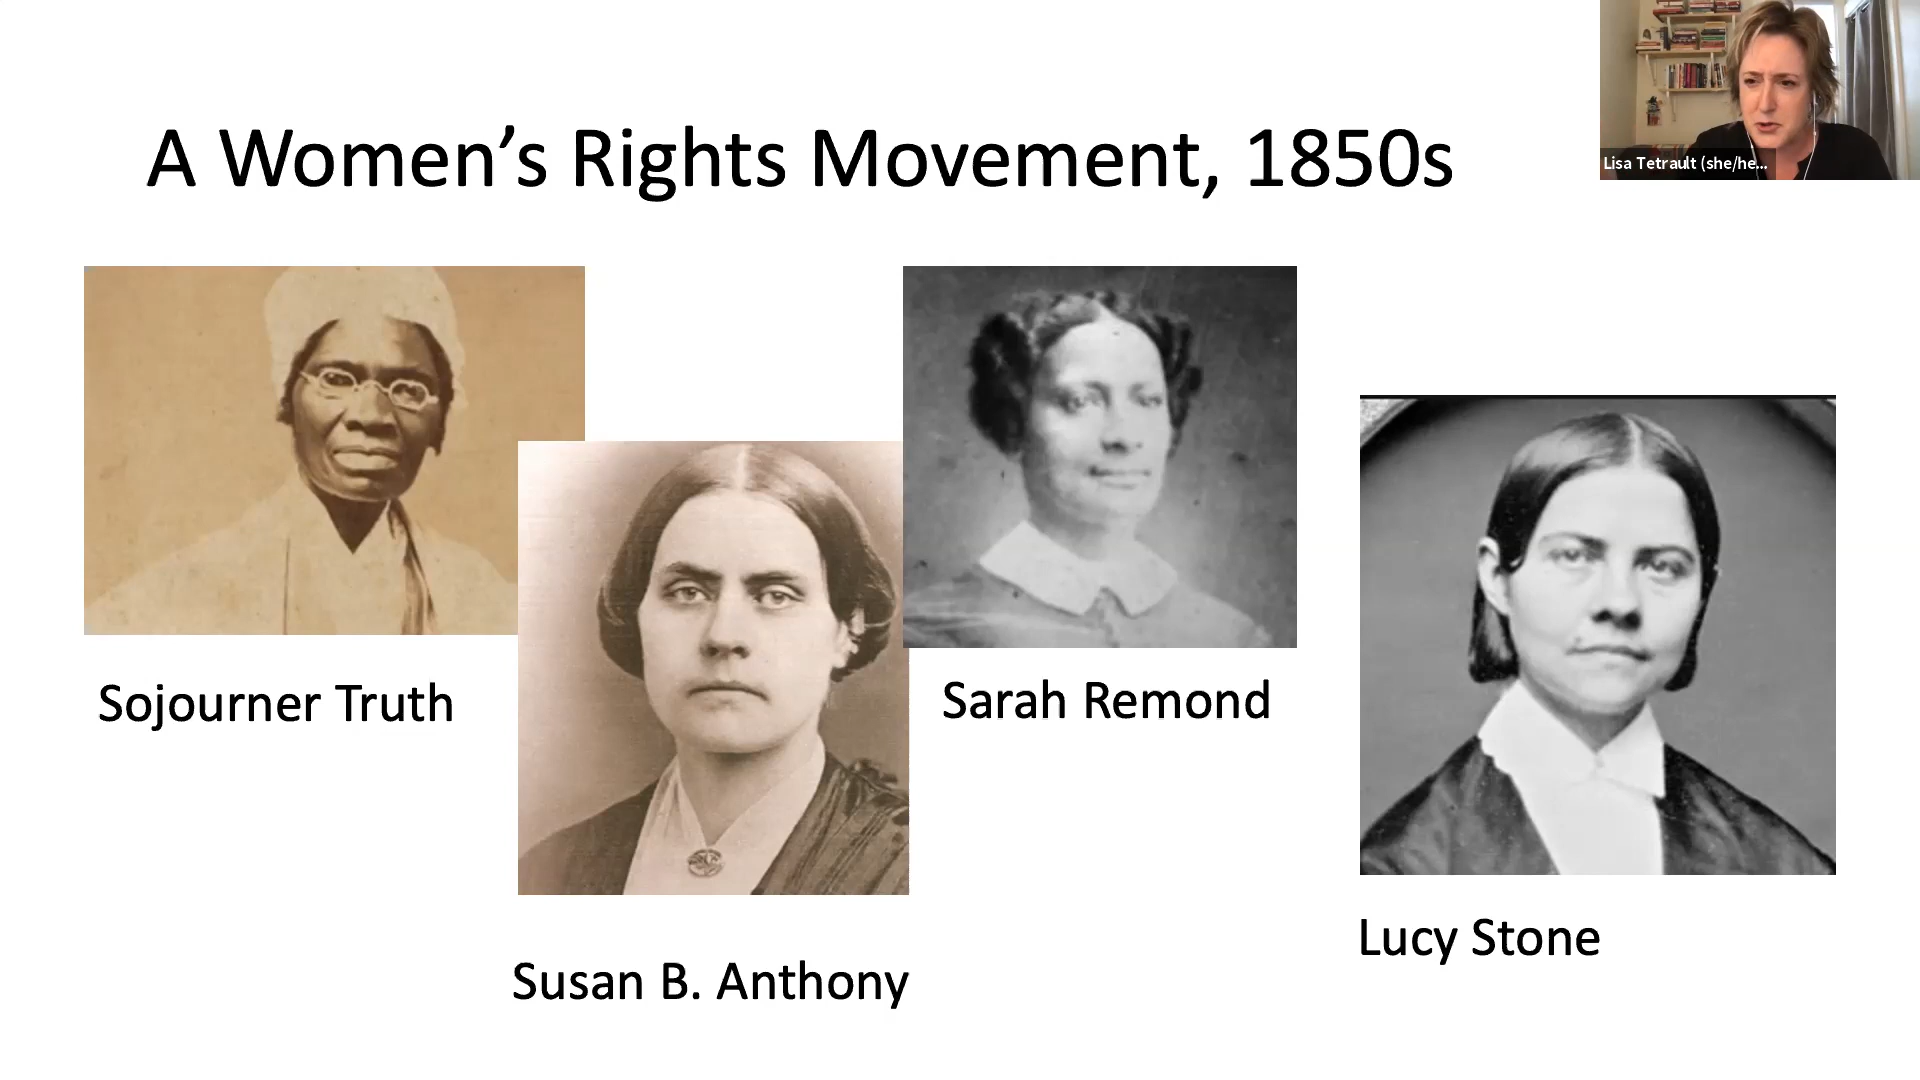 A Women's Rights Movement, 1850s
Lisa Tetrault (she/he...
Sojourner Truth
Sarah Remond
Lucy Stone
Susan B. Anthony